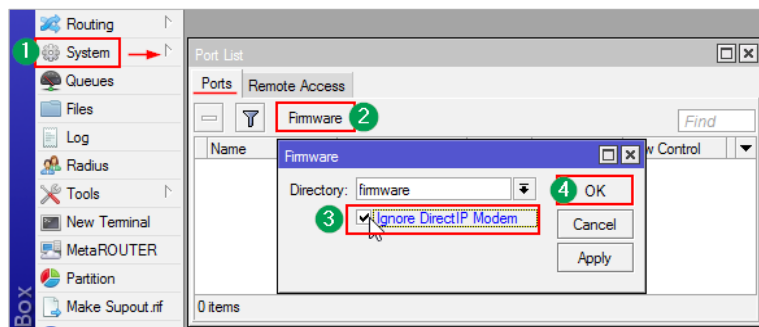 Routing
1 System
Queues
Files
Log
Radius
Tools
New Terminal
MetaROUTER
Partition
Make Supout.rif
Box
Port List
Ports Remote Access
Firmware 2
Find
Name
w Control
Firmware
Directory: firmware
4 OK
3 Ignore DirectIP Modem
Cancel
Apply
0 items